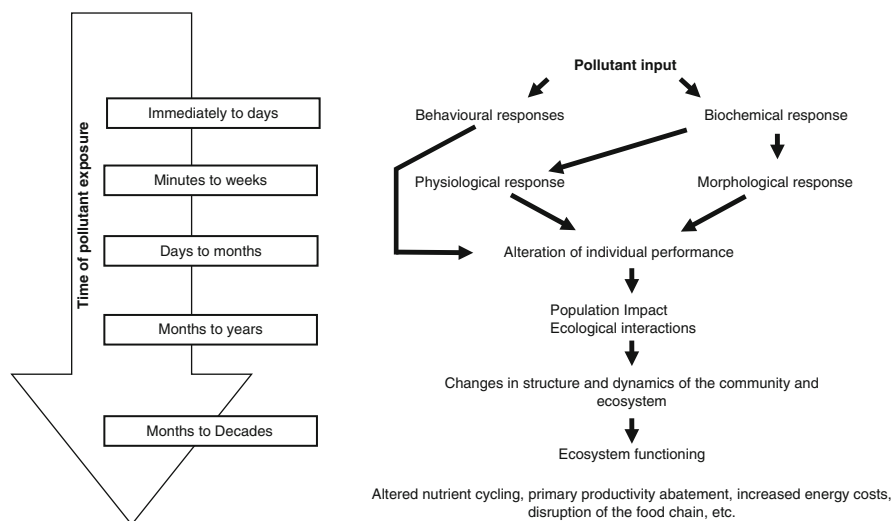 Time of pollutant exposure
Immediately to days
Minutes to weeks
Days to months
Months to years
Months to Decades
Pollutant input
Behavioural responses
Biochemical response
Physiological response
Morphological response
Alteration of individual performance
Population Impact
Ecological interactions
Changes in structure and dynamics of the community and
ecosystem
Ecosystem functioning
Altered nutrient cycling, primary productivity abatement, increased energy costs,
disruption of the food chain, etc.